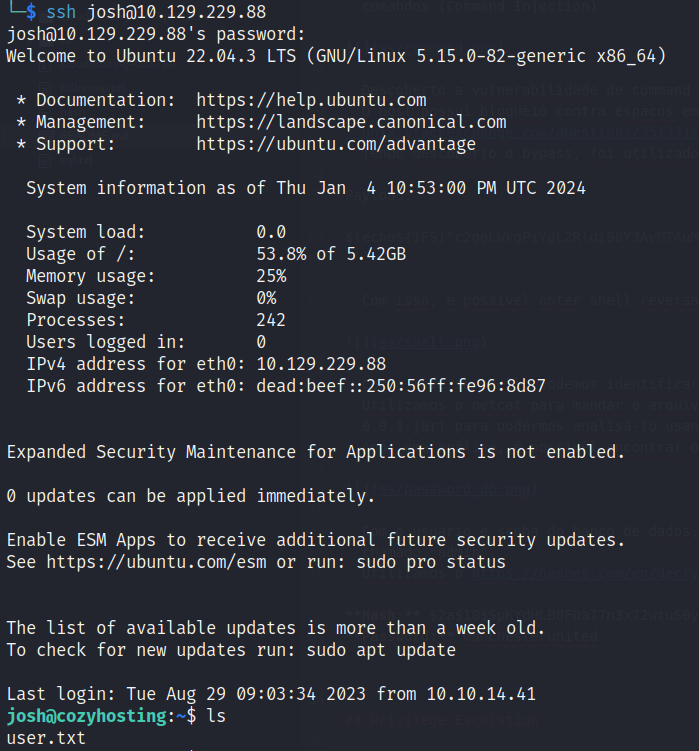 └─$ ssh josh@10.129.229.88
josh@10.129.229.88's password:
Welcome to Ubuntu 22.04.3 LTS (GNU/Linux 5.15.0-82-generic x86_64)
* Documentation:  https://help.ubuntu.com
* Management:     https://landscape.canonical.com
* Support:        https://ubuntu.com/advantage
System information as of Thu Jan  4 10:53:00 PM UTC 2024
System load:           0.0
Usage of /:            53.8% of 5.42GB
Memory usage:          25%
Swap usage:            0%
Processes:             242
Users logged in:       0
IPv4 address for eth0: 10.129.229.88
IPv6 address for eth0: dead:beef::250:56ff:fe96:8d87
Expanded Security Maintenance for Applications is not enabled.
0 updates can be applied immediately.
Enable ESM Apps to receive additional future security updates.
See https://ubuntu.com/esm or run: sudo pro status
The list of available updates is more than a week old.
To check for new updates run: sudo apt update
Last login: Tue Aug 29 09:03:34 2023 from 10.10.14.41
josh@cozyhosting:~$ ls
user.txt